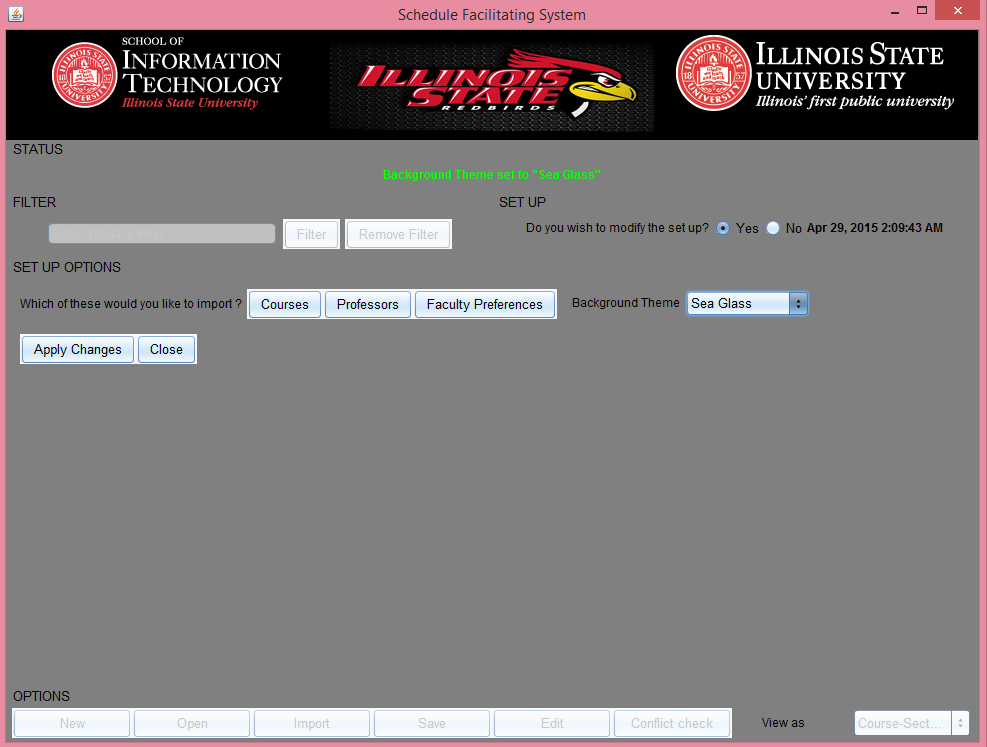 Schedule Facilitating System
SCHOOL OF
INFORMATION
TECHNOLOGY
Illinois State University
18 57
ILLINOIS
STATE
REDBIRDS
ILLINOIS STATE
UNIVERSITY
Illinois' first public university
18 57
STATUS
Background Theme set to "Sea Glass"
FILTER
SET UP
Filter
Remove Filter
Do you wish to modify the set up? Yes No Apr 29, 2015 2:09:43 AM
SET UP OPTIONS
Which of these would you like to import ? Courses Professors Faculty Preferences Background Theme Sea Glass
Apply Changes Close
OPTIONS
New Open Import Save Edit Conflict check View as Course-Sect...